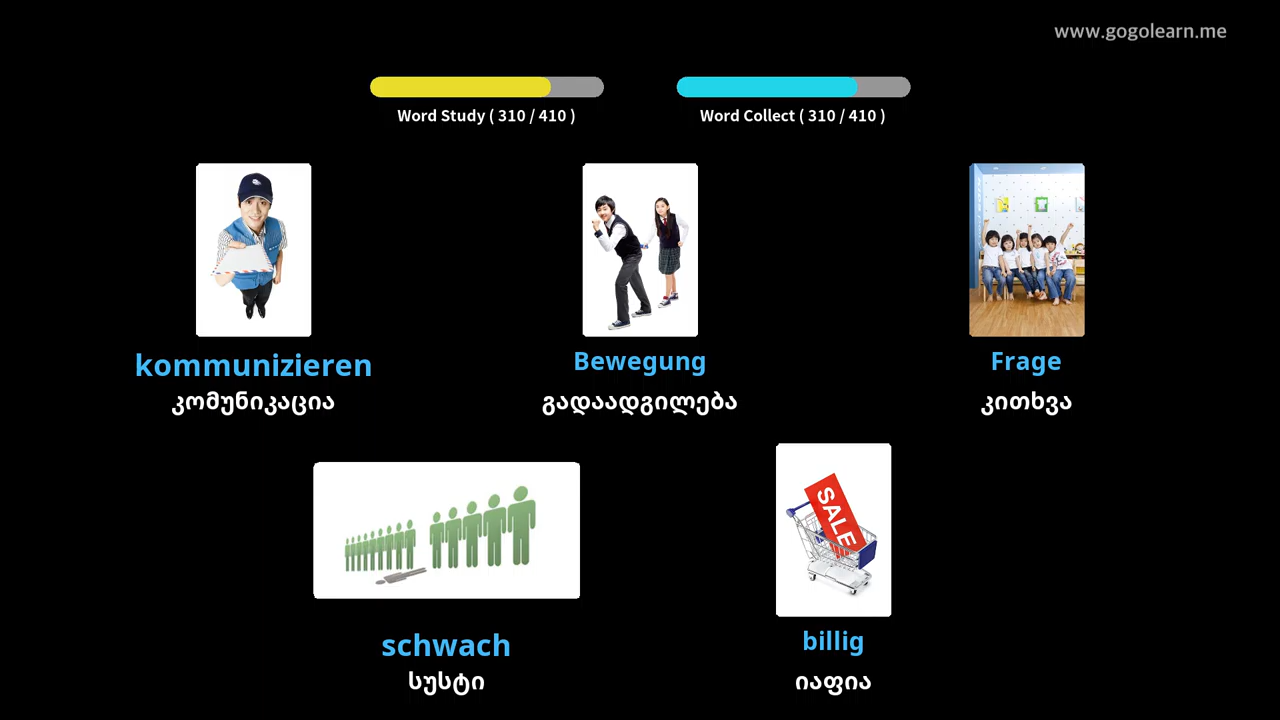 www.gogolearn.me
Word Study ( 310 / 410 )
Word Collect ( 310 / 410 )
kommunizieren
კომუნიკაცია
Bewegung
გადაადგილება
Frage
კითხვა
SALE
schwach
სუსტი
billig
იაფია